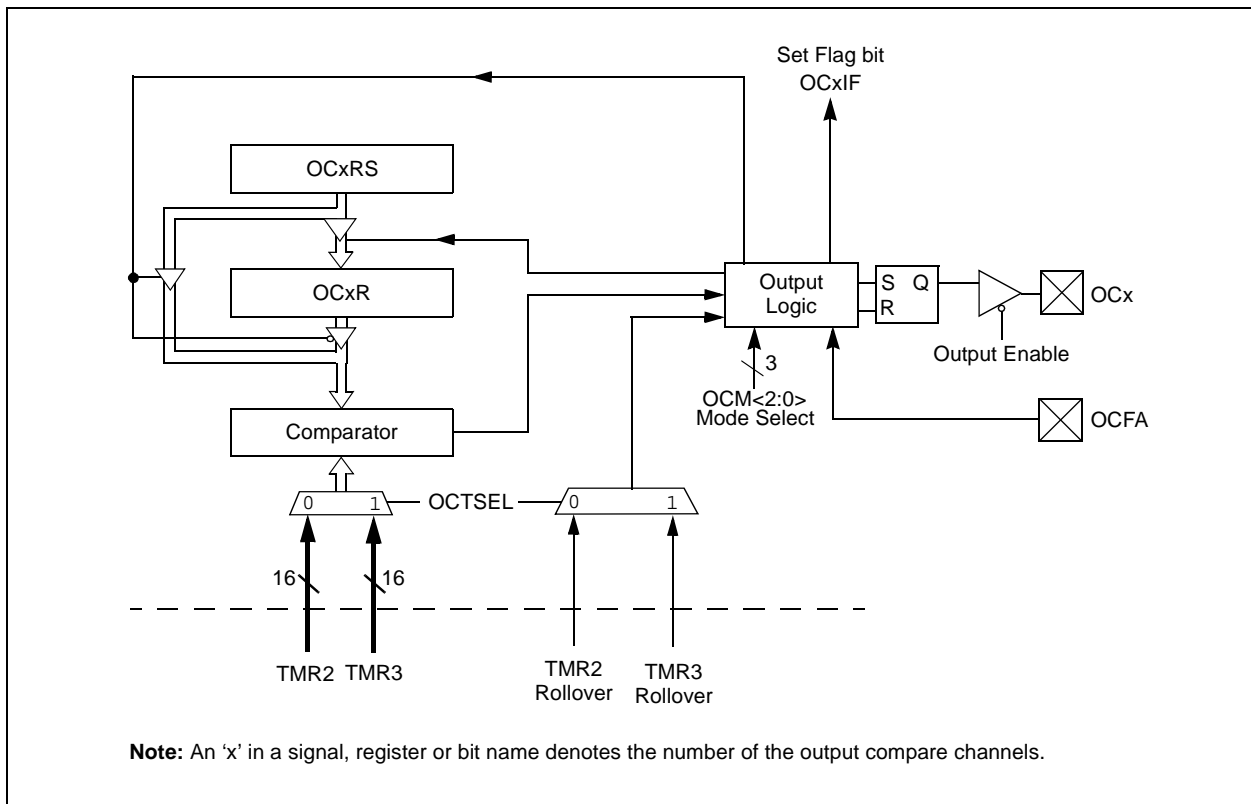 Set Flag bit
OCxIF
OCxRS
OCxR
Output
Logic
S Q
R
OCx
Output Enable
3
OCM<2:0>
Mode Select
OCFA
Comparator
0 1
OCTSEL
0 1
16
16
TMR2
TMR3
TMR2
Rollover
TMR3
Rollover
Note: An ‘x’ in a signal, register or bit name denotes the number of the output compare channels.